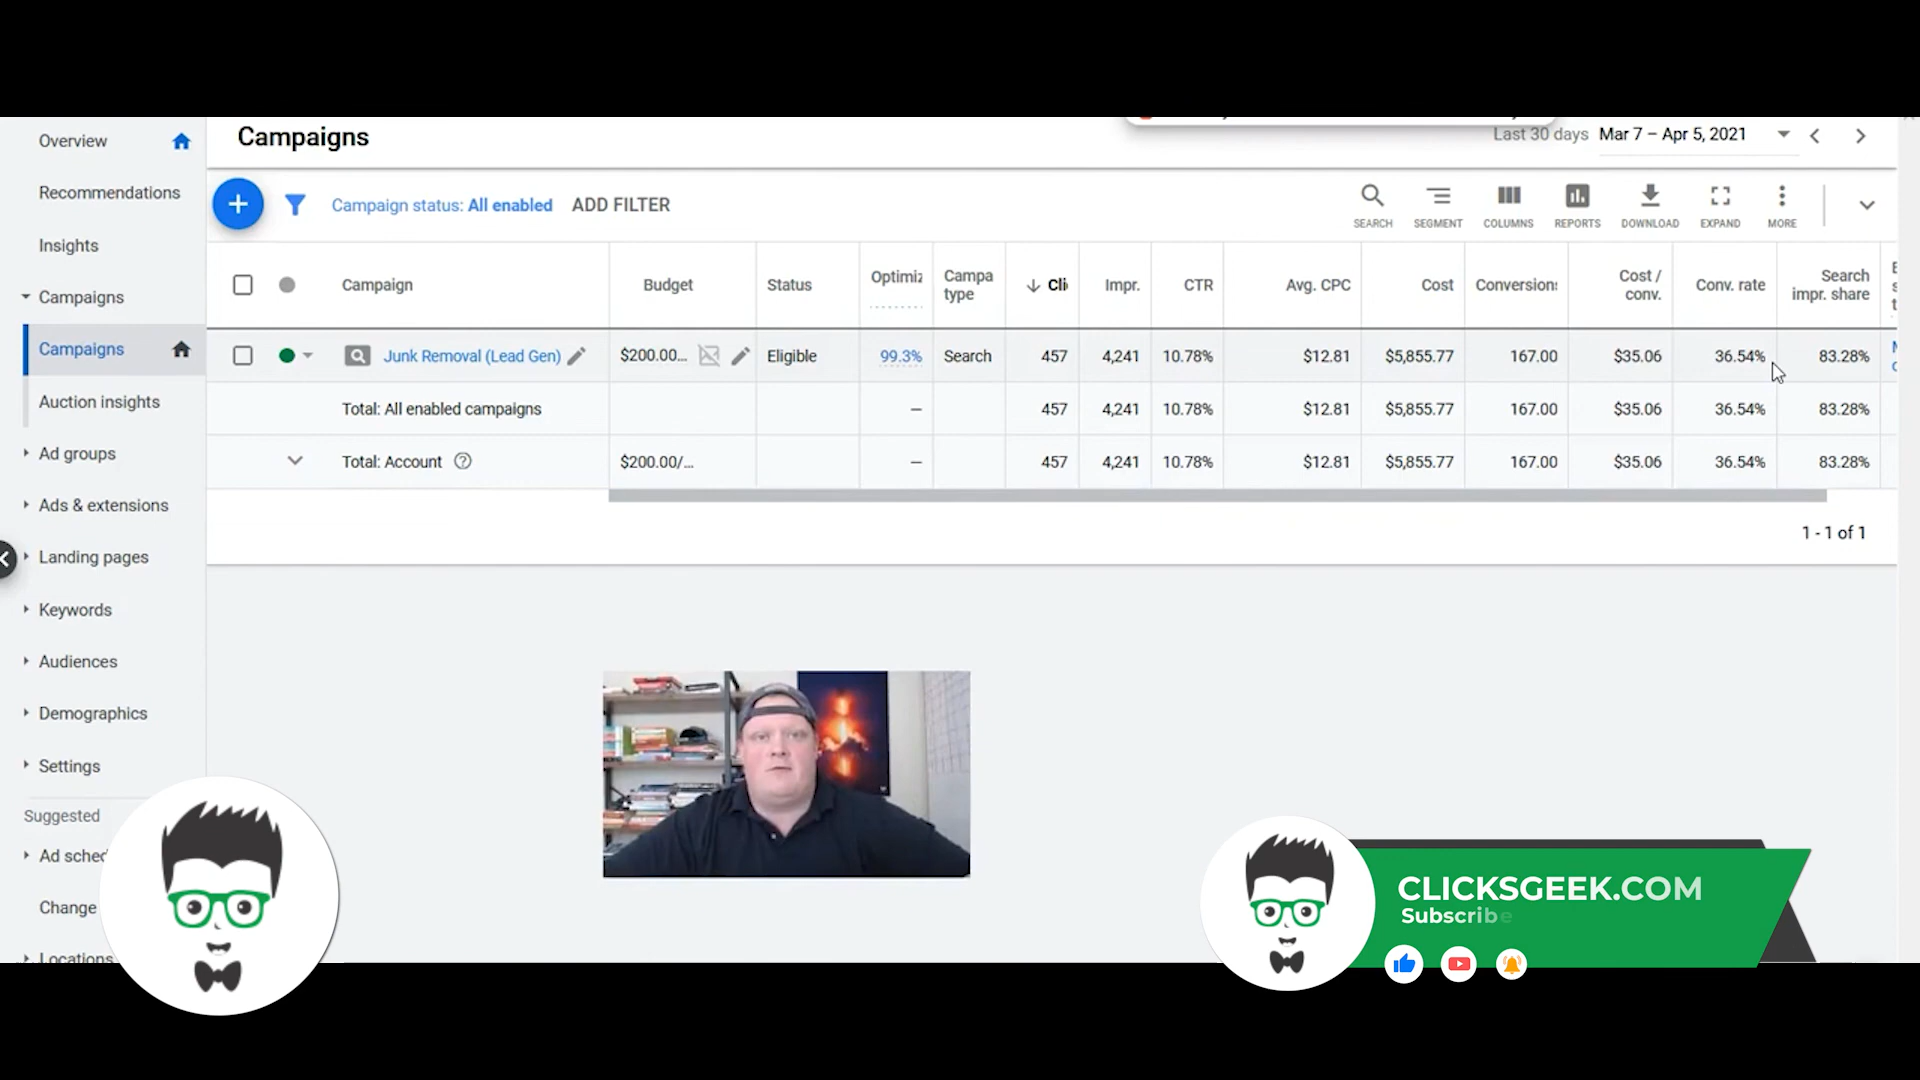 Overview
Recommendations
Insights
Campaigns
Campaigns
Auction insights
Ad groups
Ads & extensions
Landing pages
Keywords
Audiences
Demographics
Settings
Suggested
Ad sched
Change
Locations
Campaigns
Last 30 days Mar 7 – Apr 5, 2021
Campaign status: All enabled ADD FILTER
SEARCH SEGMENT COLUMNS REPORTS DOWNLOAD EXPAND MORE
Campaign Budget Status Optimiz Campa type Cli Impr. CTR Avg. CPC Cost Conversions Cost / conv. Conv. rate Search impr. share
Junk Removal (Lead Gen) $200.00... Eligible 99.3% Search 457 4,241 10.78% $12.81 $5,855.77 167.00 $35.06 36.54% 83.28%
Total: All enabled campaigns – 457 4,241 10.78% $12.81 $5,855.77 167.00 $35.06 36.54% 83.28%
Total: Account $200.00/... – 457 4,241 10.78% $12.81 $5,855.77 167.00 $35.06 36.54% 83.28%
1 - 1 of 1
CLICKSGEEK.COM
Subscribe